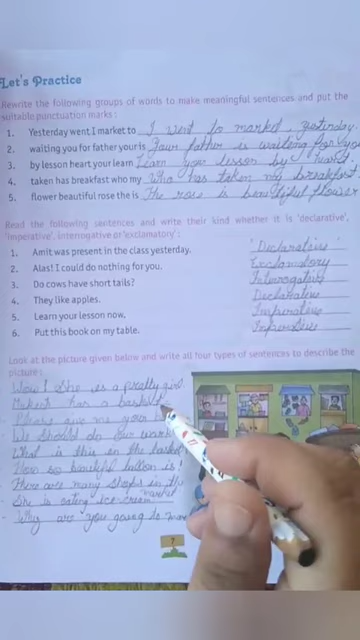 Let's Practice
Rewrite the following groups of words to make meaningful sentences and put the
suitable punctuation marks :
1. Yesterday went I market to I went to market, yesterday.
2. waiting you for father your is Your father is waiting for you
3. by lesson heart your learn Learn your lesson by heart.
4. taken has breakfast who my Who has taken my breakfast
5. flower beautiful rose the is The rose is beautiful flower
Read the following sentences and write their kind whether it is 'declarative',
'imperative', interrogative or'exclamatory' :
1. Amit was present in the class yesterday. 'Declarative'
2. Alas! I could do nothing for you. Exclamatory
3. Do cows have short tails? Interrogative
4. They like apples. Declarative
5. Learn your lesson now. Imperative
6. Put this book on my table. Imperative
Look at the picture given below and write all four types of sentences to describe the
picture :
Wow! She is a pretty girl.
has a basket
Please give me your
We should do our work
What is this in the basket
How balloon is!
There are many shops in the
market
She is eating ice cream
Why are you going to
7